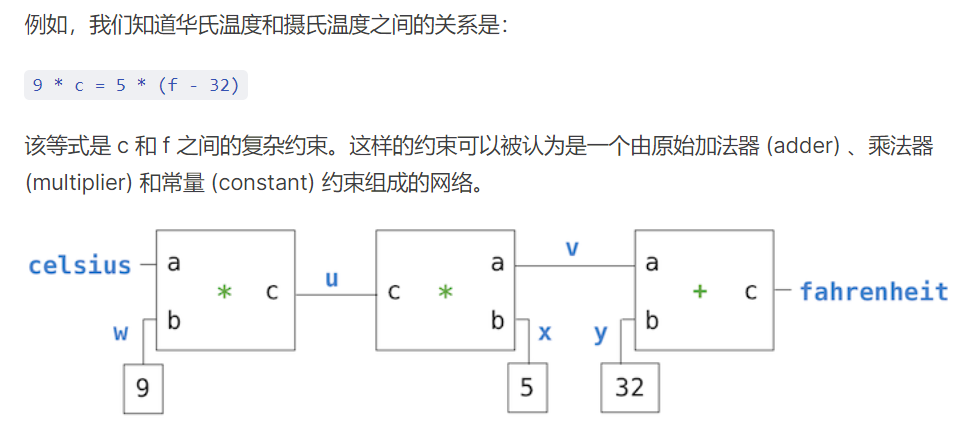 例如，我们知道华氏温度和摄氏温度之间的关系是：
9 * c = 5 * (f - 32)
该等式是 c 和 f 之间的复杂约束。这样的约束可以被认为是一个由原始加法器 (adder) 、乘法器
(multiplier) 和常量 (constant) 约束组成的网络。
celsius a * c u c * a v a + c fahrenheit
w b b x y b
9 5 32